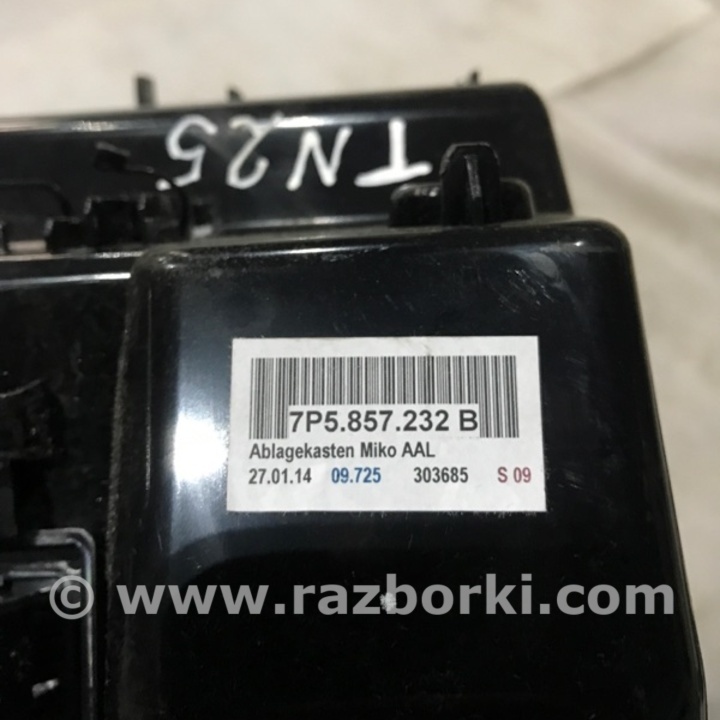 TN25
7P5.857.232 B
Ablagekasten Miko AAL
27.01.14 09.725 303685 S 09
© www.razborki.com